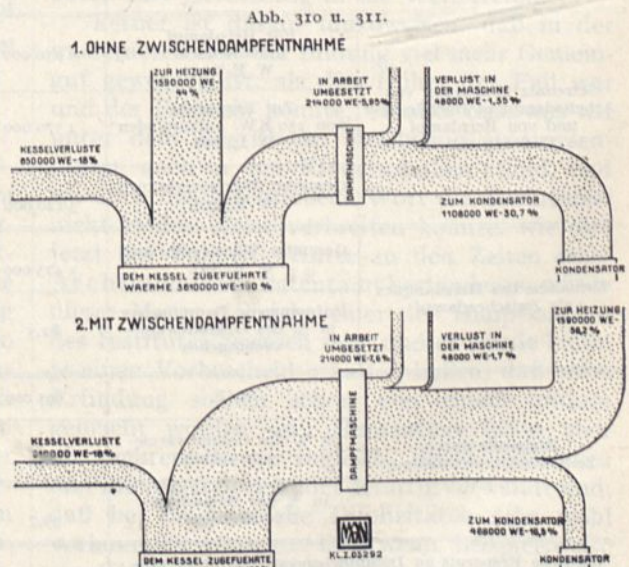 Abb. 310 u. 311.
1. OHNE ZWISCHENDAMPFENTNAHME
ZUR HEIZUNG
1590000 WE-
44%
IN ARBEIT
UMGESETZT
214000 WE-5,95%
VERLUST IN
DER MASCHINE
48000 WE-1,35%
KESSELVERLUSTE
650000 WE-18%
DAMPFMASCHINE
ZUM KONDENSATOR
1108000 WE-30,7%
KONDENSATOR
DEM KESSEL ZUGEFUEHRTE
WAERME 3610000 WE-100%
2. MIT ZWISCHENDAMPFENTNAHME
IN ARBEIT
UMGESETZT
214000 WE-7,6%
VERLUST IN
DER MASCHINE
48000 WE-1,7%
ZUR HEIZUNG
1590000 WE-
56,2%
KESSELVERLUSTE
WE-18%
DAMPFMASCHINE
ZUM KONDENSATOR
468000 WE-16,5%
MAN
KL.Z.03292
DEM KESSEL ZUGEFUEHRTE
KONDENSATOR